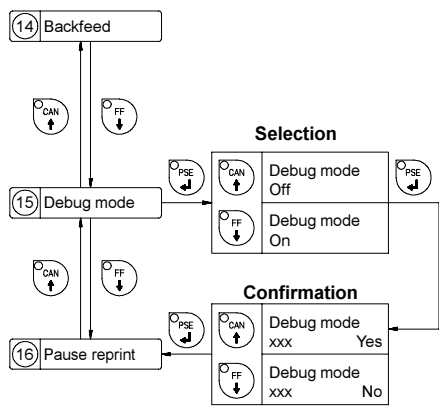 14 Backfeed
CAN FF
Selection
PSE CAN Debug mode PSE
Off
15 Debug mode
FF Debug mode
On
CAN FF
Confirmation
PSE CAN Debug mode
xxx Yes
16 Pause reprint
FF Debug mode
xxx No